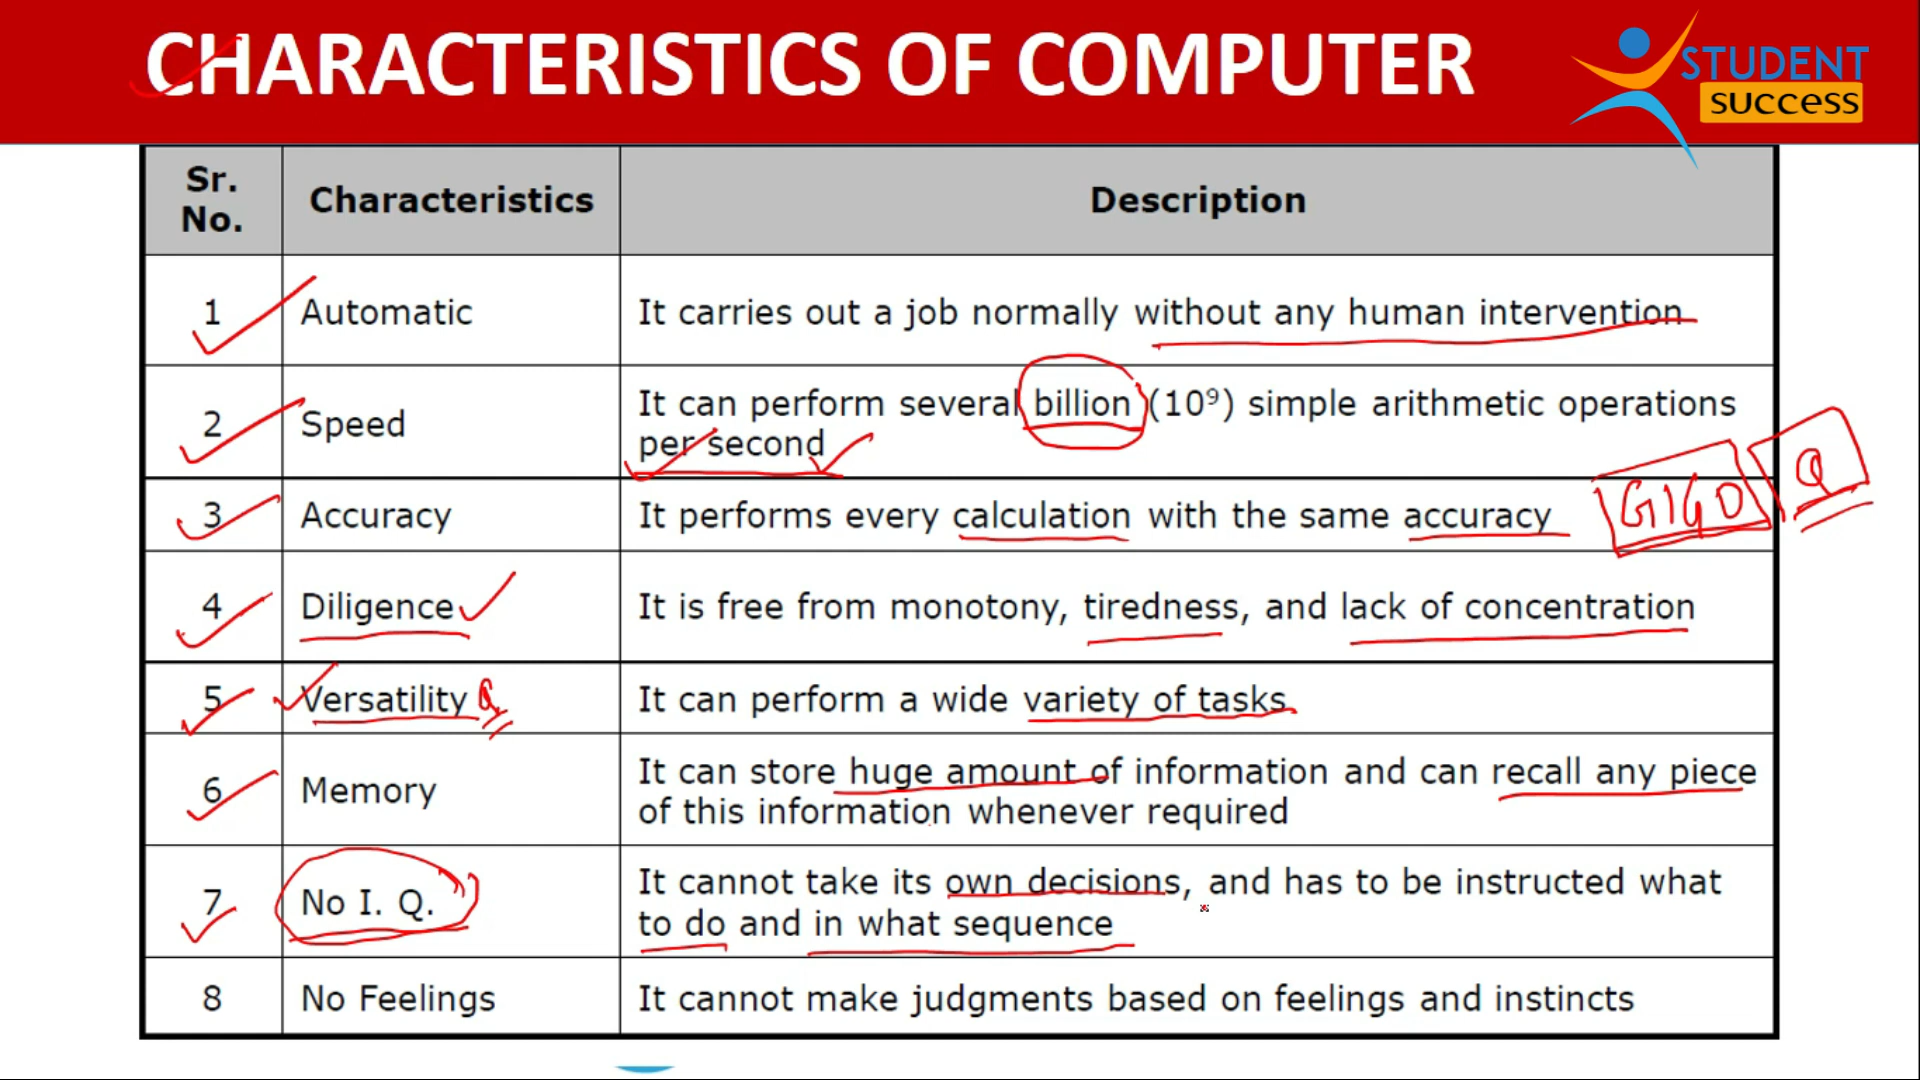 CHARACTERISTICS OF COMPUTER
STUDENT
SUCCESS
Sr. No. Characteristics Description
1 Automatic It carries out a job normally without any human intervention
2 Speed It can perform several billion (10⁹) simple arithmetic operations
per second
3 Accuracy It performs every calculation with the same accuracy
GIGO Q
4 Diligence It is free from monotony, tiredness, and lack of concentration
5 Versatility Q It can perform a wide variety of tasks
6 Memory It can store huge amount of information and can recall any piece
of this information whenever required
7 No I. Q. It cannot take its own decisions, and has to be instructed what
to do and in what sequence
8 No Feelings It cannot make judgments based on feelings and instincts